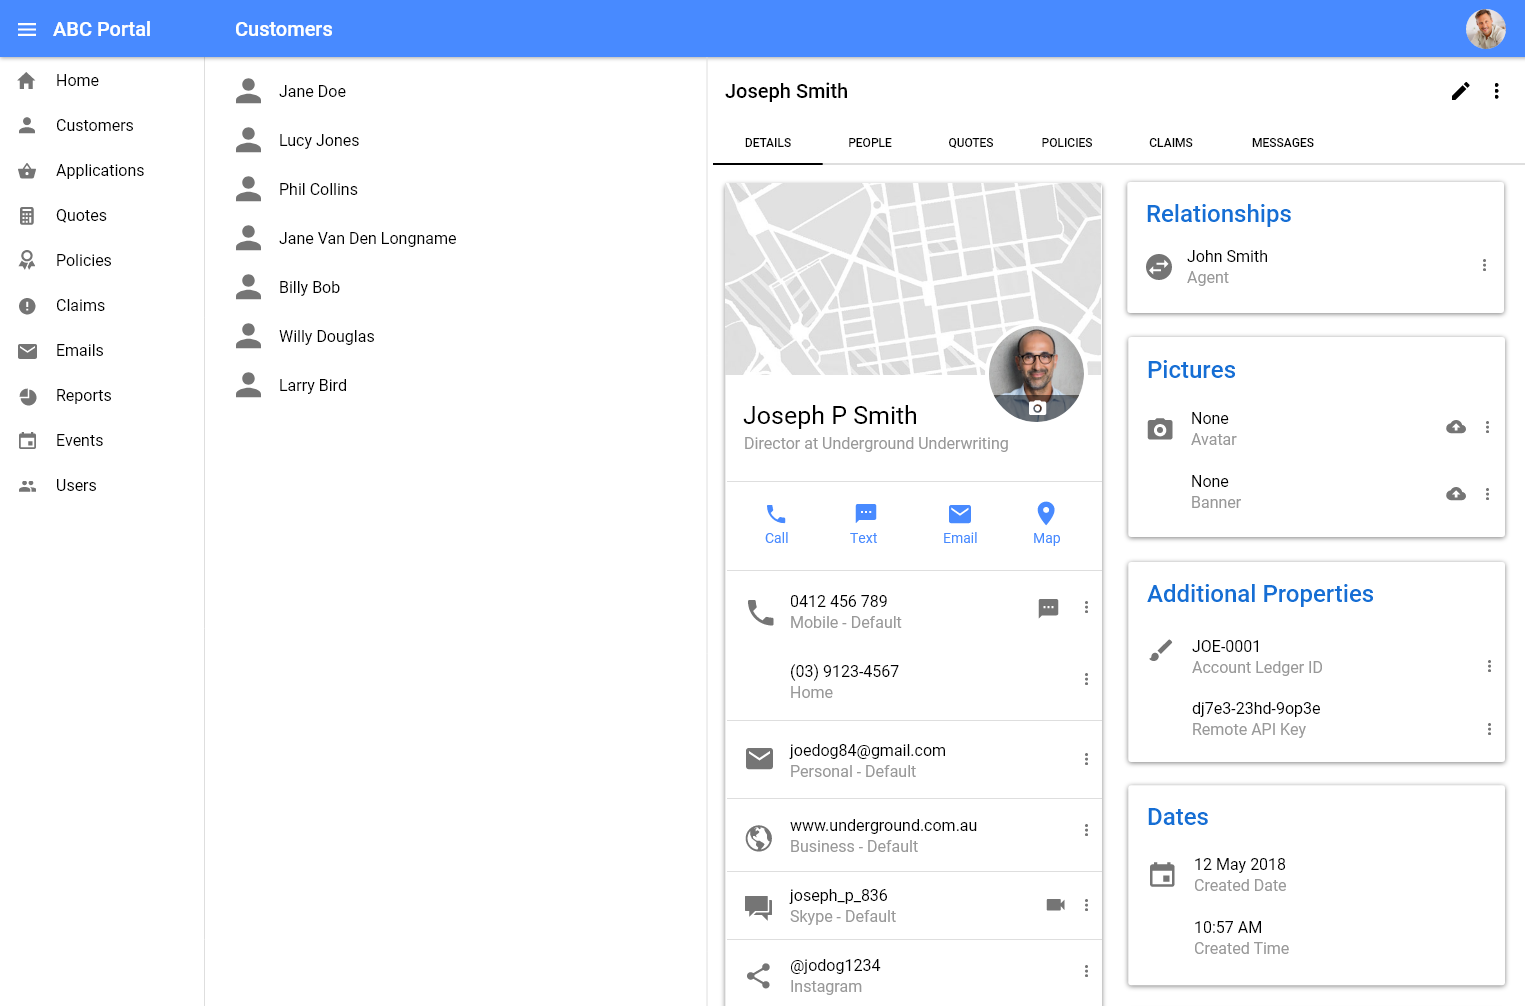 ABC Portal
Customers
Home
Customers
Applications
Quotes
Policies
Claims
Emails
Reports
Events
Users
Jane Doe
Lucy Jones
Phil Collins
Jane Van Den Longname
Billy Bob
Willy Douglas
Larry Bird
Joseph Smith
DETAILS PEOPLE QUOTES POLICIES CLAIMS MESSAGES
Joseph P Smith
Director at Underground Underwriting
Call Text Email Map
0412 456 789
Mobile - Default
(03) 9123-4567
Home
joedog84@gmail.com
Personal - Default
www.underground.com.au
Business - Default
joseph_p_836
Skype - Default
@jodog1234
Instagram
Relationships
John Smith
Agent
Pictures
None
Avatar
None
Banner
Additional Properties
JOE-0001
Account Ledger ID
dj7e3-23hd-9op3e
Remote API Key
Dates
12 May 2018
Created Date
10:57 AM
Created Time